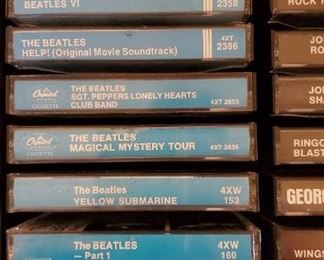 BEATLES VI
2358
THE BEATLES
HELP! (Original Movie Soundtrack)
4XT
2386
Capitol
CASSETTE
THE BEATLES
SGT. PEPPERS LONELY HEARTS
CLUB BAND
4XT 2653
Capitol
CASSETTE
THE BEATLES
MAGICAL MYSTERY TOUR
4XT 2835
The Beatles
YELLOW SUBMARINE
4XW
153
The BEATLES
— Part 1
4XW
160
ROCK
JO
RO
JO
SHA
RINGO
BLA
GEORG
WINGS